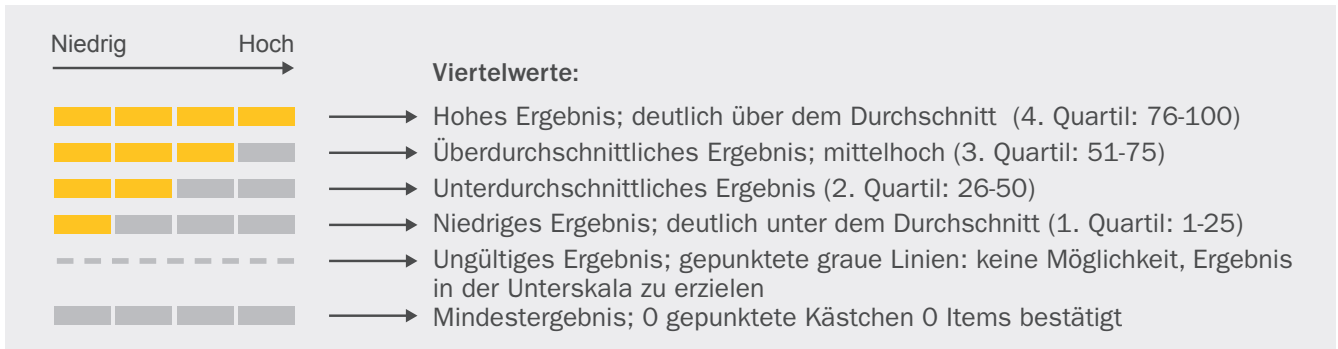 Niedrig Hoch
Viertelwerte:
Hohes Ergebnis; deutlich über dem Durchschnitt (4. Quartil: 76-100)
Überdurchschnittliches Ergebnis; mittelhoch (3. Quartil: 51-75)
Unterdurchschnittliches Ergebnis (2. Quartil: 26-50)
Niedriges Ergebnis; deutlich unter dem Durchschnitt (1. Quartil: 1-25)
Ungültiges Ergebnis; gepunktete graue Linien: keine Möglichkeit, Ergebnis
in der Unterskala zu erzielen
Mindestergebnis; 0 gepunktete Kästchen 0 Items bestätigt